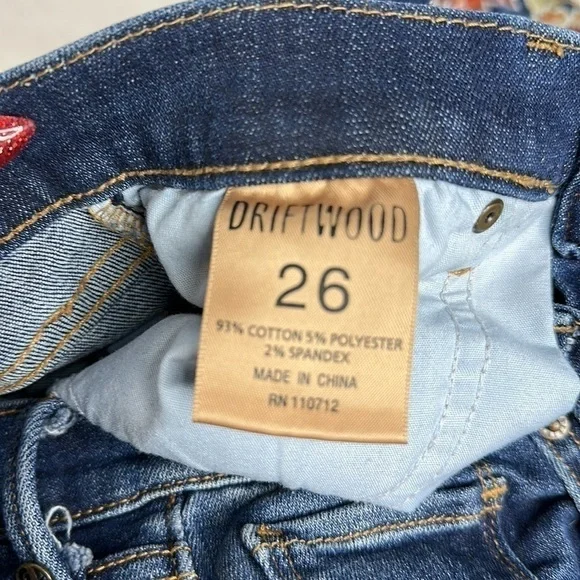 DRIFTWOOD
26
93% COTTON 5% POLYESTER
2% SPANDEX
MADE IN CHINA
RN 110712